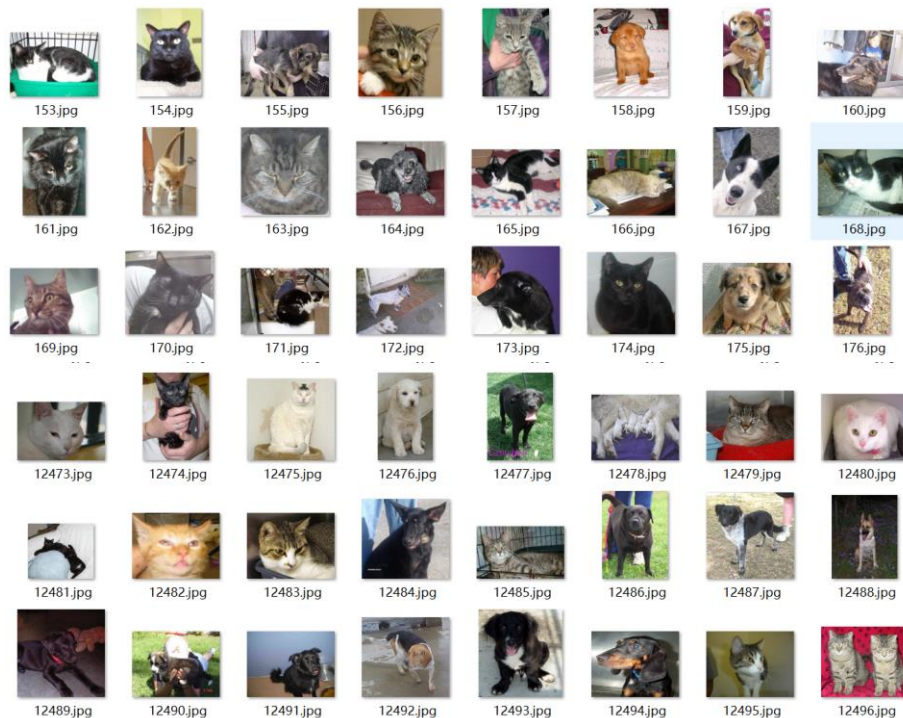 153.jpg 154.jpg 155.jpg 156.jpg 157.jpg 158.jpg 159.jpg 160.jpg
161.jpg 162.jpg 163.jpg 164.jpg 165.jpg 166.jpg 167.jpg 168.jpg
169.jpg 170.jpg 171.jpg 172.jpg 173.jpg 174.jpg 175.jpg 176.jpg
12473.jpg 12474.jpg 12475.jpg 12476.jpg 12477.jpg 12478.jpg 12479.jpg 12480.jpg
12481.jpg 12482.jpg 12483.jpg 12484.jpg 12485.jpg 12486.jpg 12487.jpg 12488.jpg
12489.jpg 12490.jpg 12491.jpg 12492.jpg 12493.jpg 12494.jpg 12495.jpg 12496.jpg